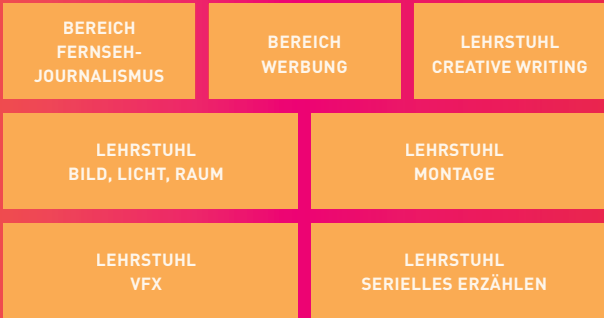 BEREICH
FERNSEH-
JOURNALISMUS
BEREICH
WERBUNG
LEHRSTUHL
CREATIVE WRITING
LEHRSTUHL
BILD, LICHT, RAUM
LEHRSTUHL
MONTAGE
LEHRSTUHL
VFX
LEHRSTUHL
SERIELLES ERZÄHLEN